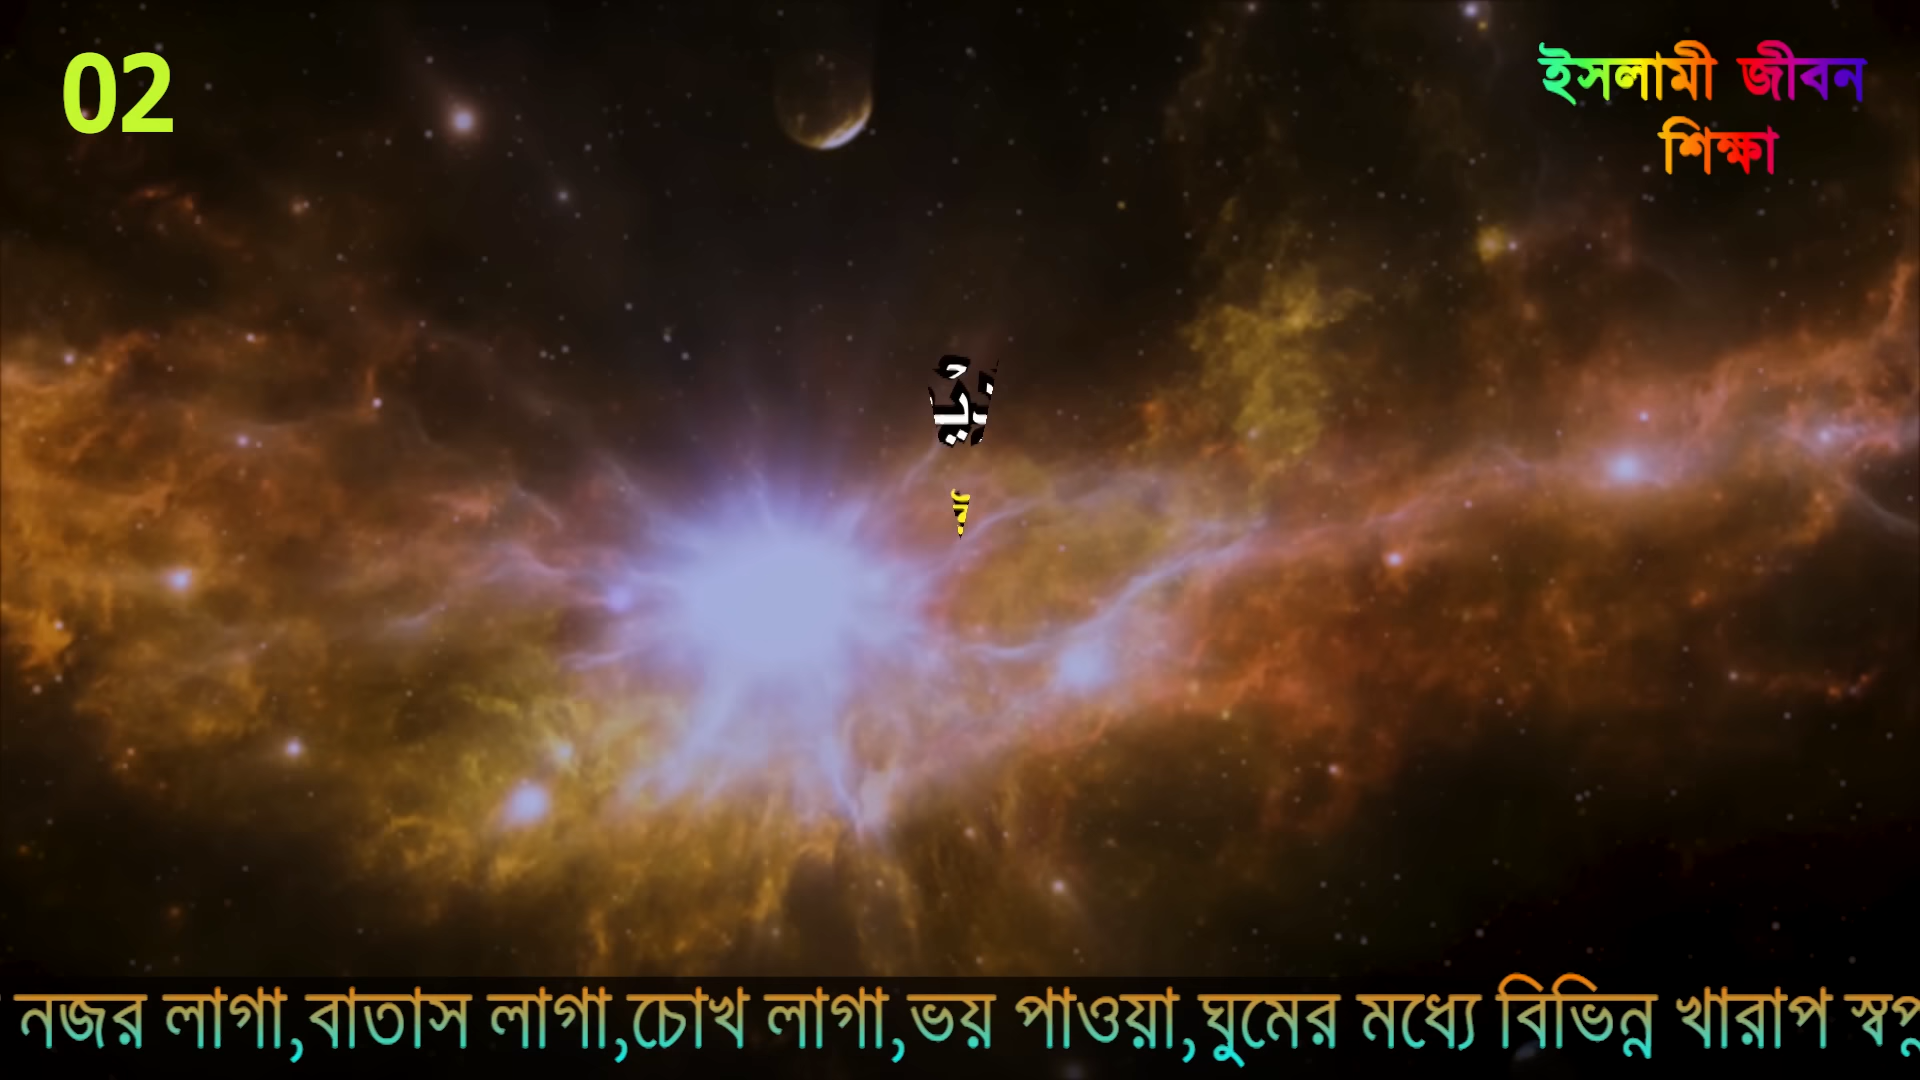 02
ইসলামী জীবন
শিক্ষা
নজর লাগা,বাতাস লাগা,চোখ লাগা,ভয় পাওয়া,ঘুমের মধ্যে বিভিন্ন খারাপ